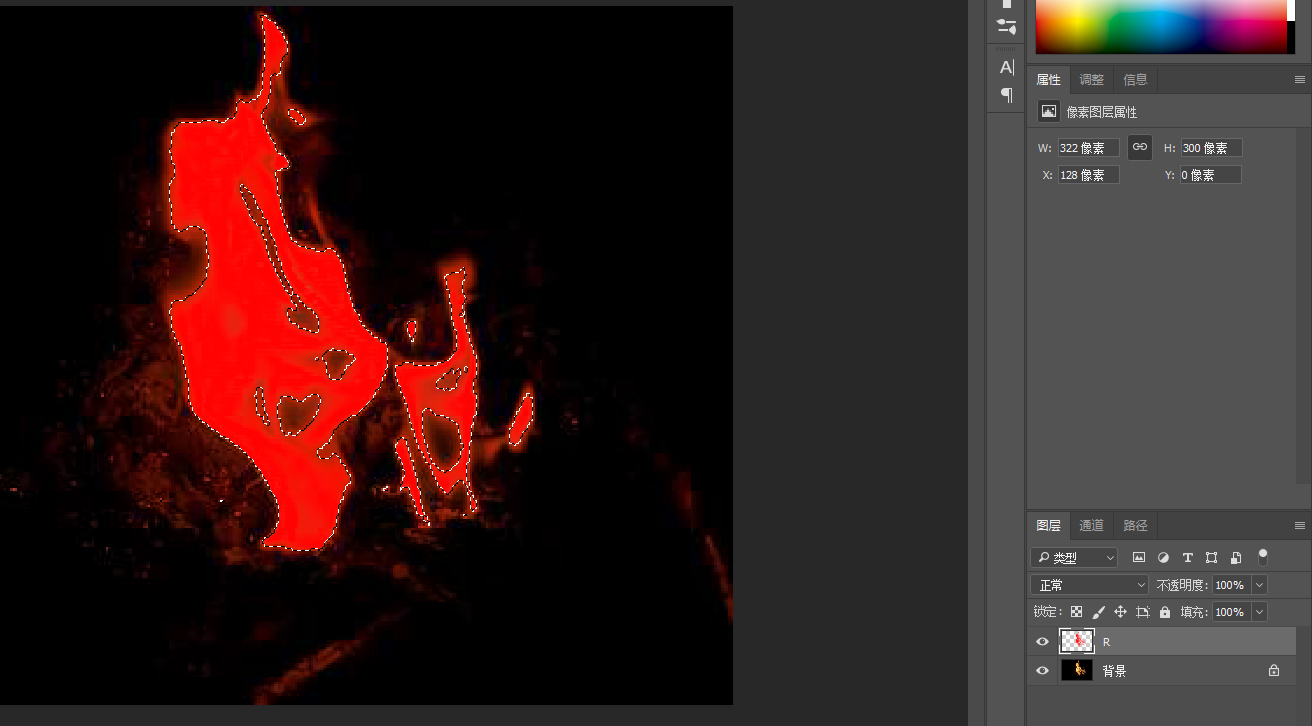 A|
属性 调整 信息
像素图层属性
W: 322 像素 H: 300 像素
X: 128 像素 Y: 0 像素
图层 通道 路径
类型 T
正常 不透明度: 100%
锁定: 填充: 100%
R
背景